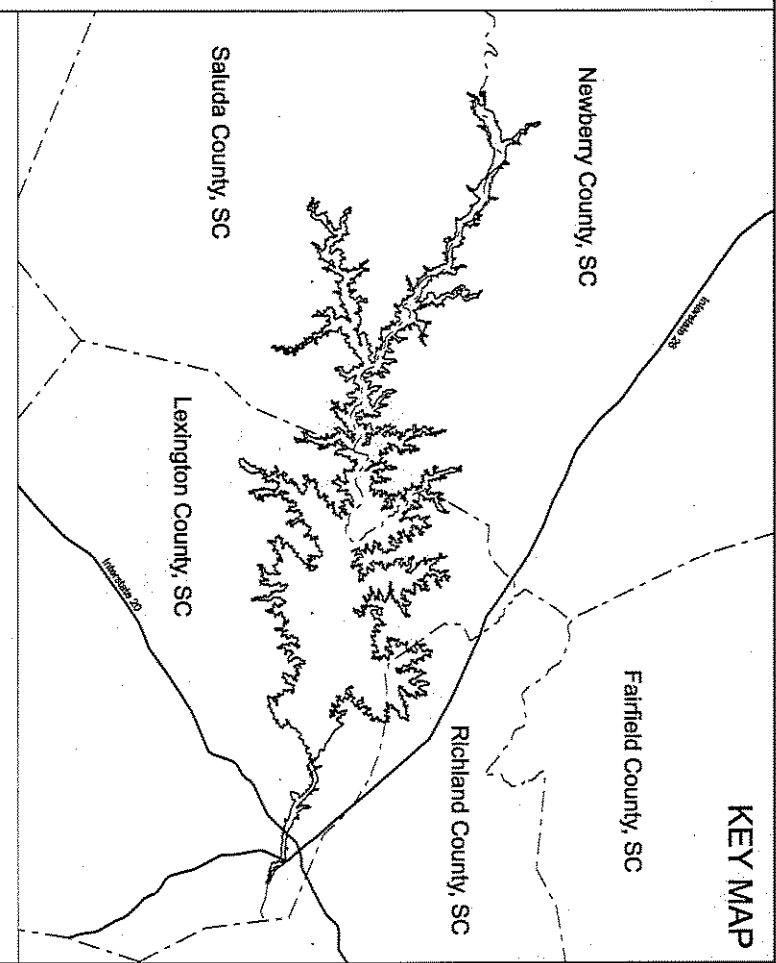 KEY MAP
Newberry County, SC
Interstate 26
Fairfield County, SC
Saluda County, SC
Richland County, SC
Lexington County, SC
Interstate 20